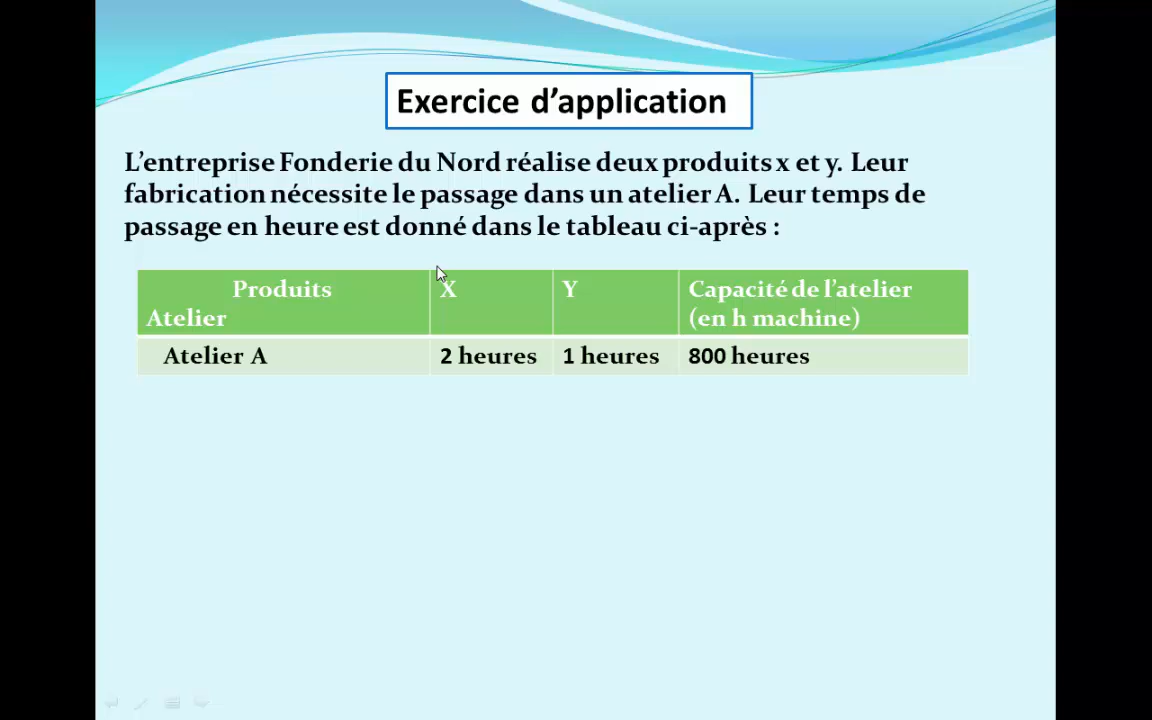 Exercice d’application
L’entreprise Fonderie du Nord réalise deux produits x et y. Leur
fabrication nécessite le passage dans un atelier A. Leur temps de
passage en heure est donné dans le tableau ci-après :
Produits X Y Capacité de l’atelier
Atelier (en h machine)
Atelier A 2 heures 1 heures 800 heures